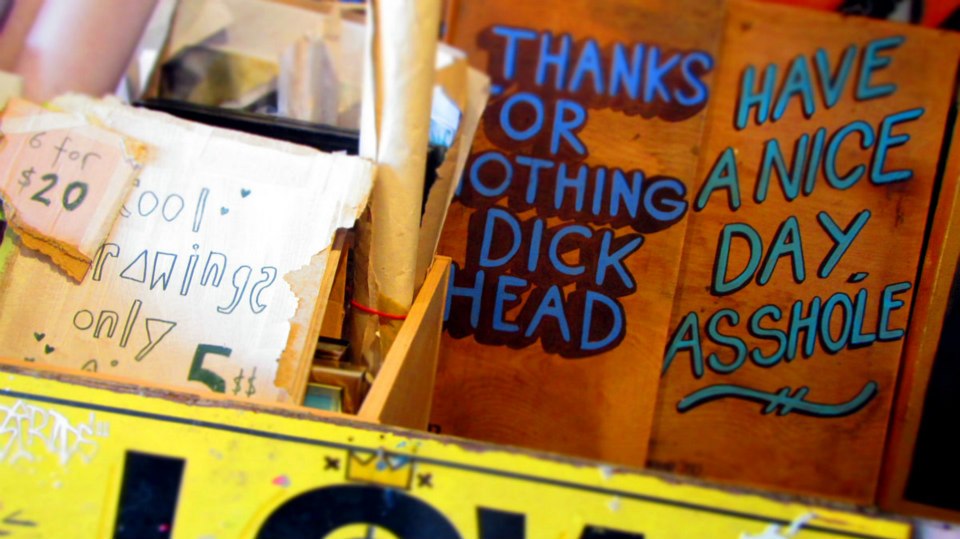 6 for
$20
cool
drawings
only
5 $$
THANKS
FOR
NOTHING
DICK
HEAD
HAVE
A NICE
DAY
ASSHOLE